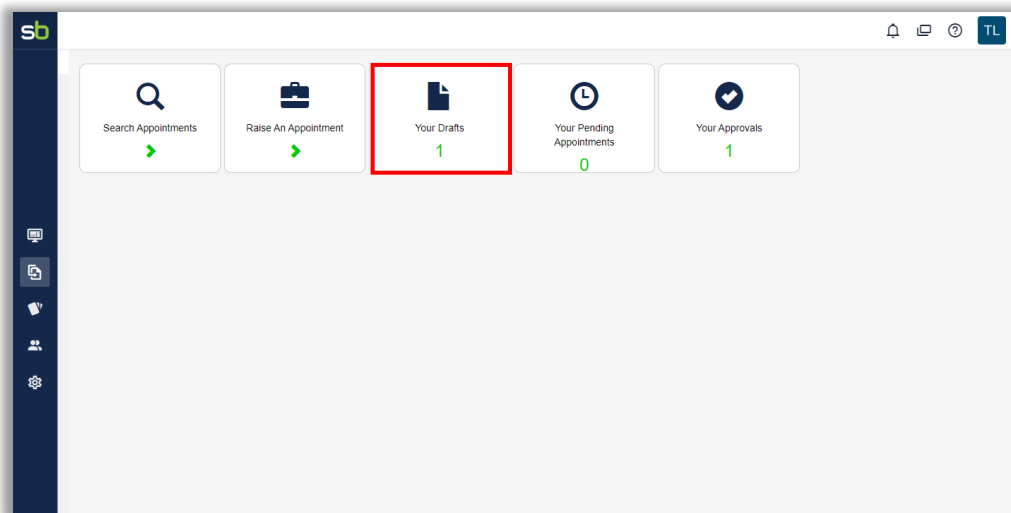 sb
TL
Search Appointments
Raise An Appointment
Your Drafts
1
Your Pending
Appointments
0
Your Approvals
1